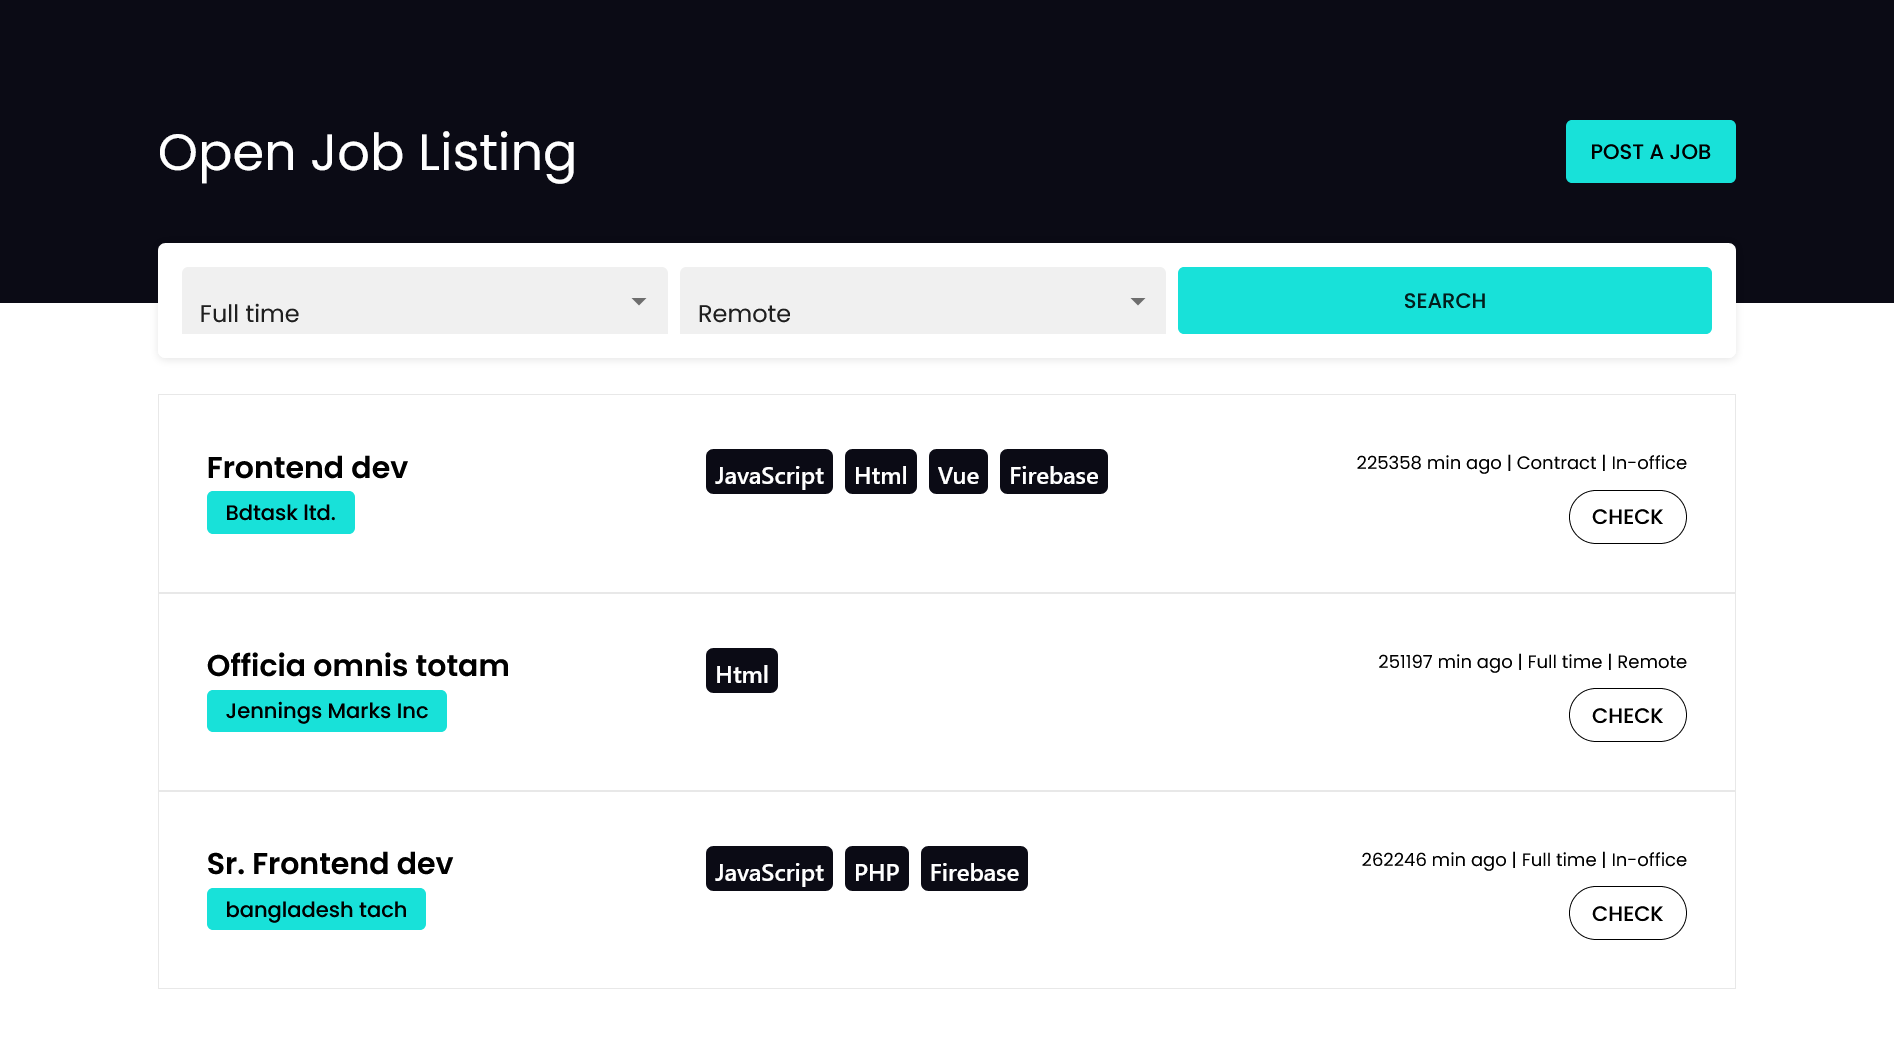 Open Job Listing
POST A JOB
Full time
Remote
SEARCH
Frontend dev
Bdtask ltd.
JavaScript Html Vue Firebase
225358 min ago | Contract | In-office
CHECK
Officia omnis totam
Jennings Marks Inc
Html
251197 min ago | Full time | Remote
CHECK
Sr. Frontend dev
bangladesh tach
JavaScript PHP Firebase
262246 min ago | Full time | In-office
CHECK